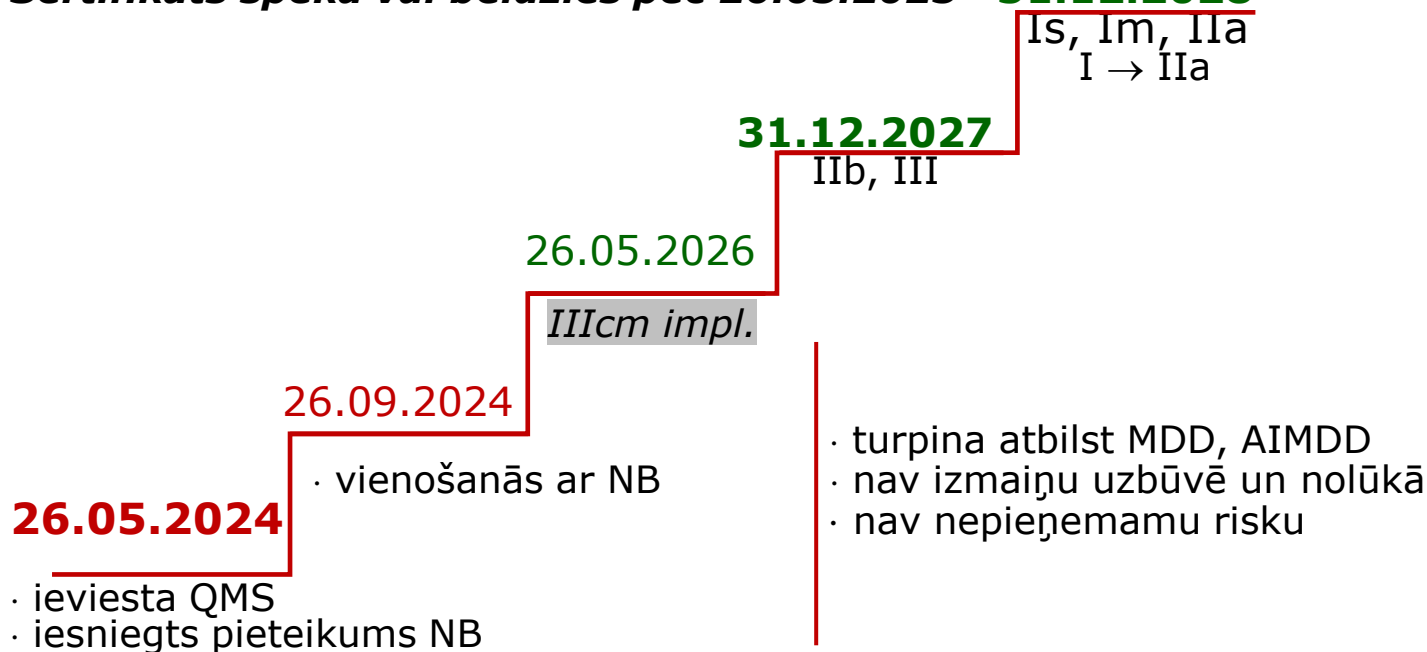 Is, Im, IIa
I → IIa
31.12.2027
IIb, III
26.05.2026
IIIcm impl.
26.09.2024
· vienošanās ar NB
26.05.2024
· ieviesta QMS
· iesniegts pieteikums NB
· turpina atbilst MDD, AIMDD
· nav izmaiņu uzbūvē un nolūkā
· nav nepieņemamu risku